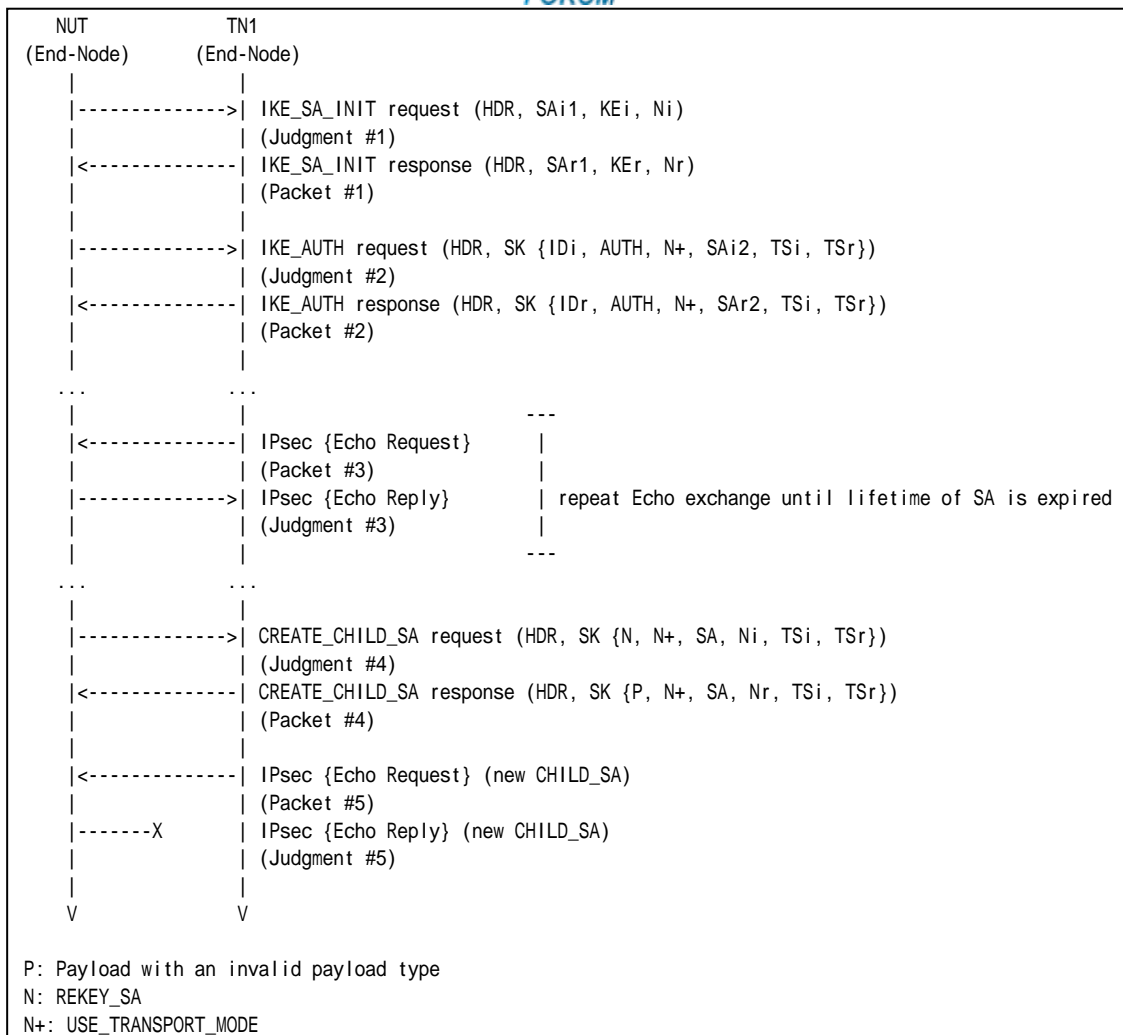 FORUM
NUT TN1
(End-Node) (End-Node)
| |
|-------------->| IKE_SA_INIT request (HDR, SAi1, KEi, Ni)
| | (Judgment #1)
|<--------------| IKE_SA_INIT response (HDR, SAr1, KEr, Nr)
| | (Packet #1)
| |
|-------------->| IKE_AUTH request (HDR, SK {IDi, AUTH, N+, SAi2, TSi, TSr})
| | (Judgment #2)
|<--------------| IKE_AUTH response (HDR, SK {IDr, AUTH, N+, SAr2, TSi, TSr})
| | (Packet #2)
| |
... ...
| | ---
|<--------------| IPsec {Echo Request} |
| | (Packet #3) |
|-------------->| IPsec {Echo Reply} | repeat Echo exchange until lifetime of SA is expired
| | (Judgment #3) |
| | ---
... ...
| |
|-------------->| CREATE_CHILD_SA request (HDR, SK {N, N+, SA, Ni, TSi, TSr})
| | (Judgment #4)
|<--------------| CREATE_CHILD_SA response (HDR, SK {P, N+, SA, Nr, TSi, TSr})
| | (Packet #4)
| |
|<--------------| IPsec {Echo Request} (new CHILD_SA)
| | (Packet #5)
|-------X | IPsec {Echo Reply} (new CHILD_SA)
| | (Judgment #5)
| |
V V
P: Payload with an invalid payload type
N: REKEY_SA
N+: USE_TRANSPORT_MODE